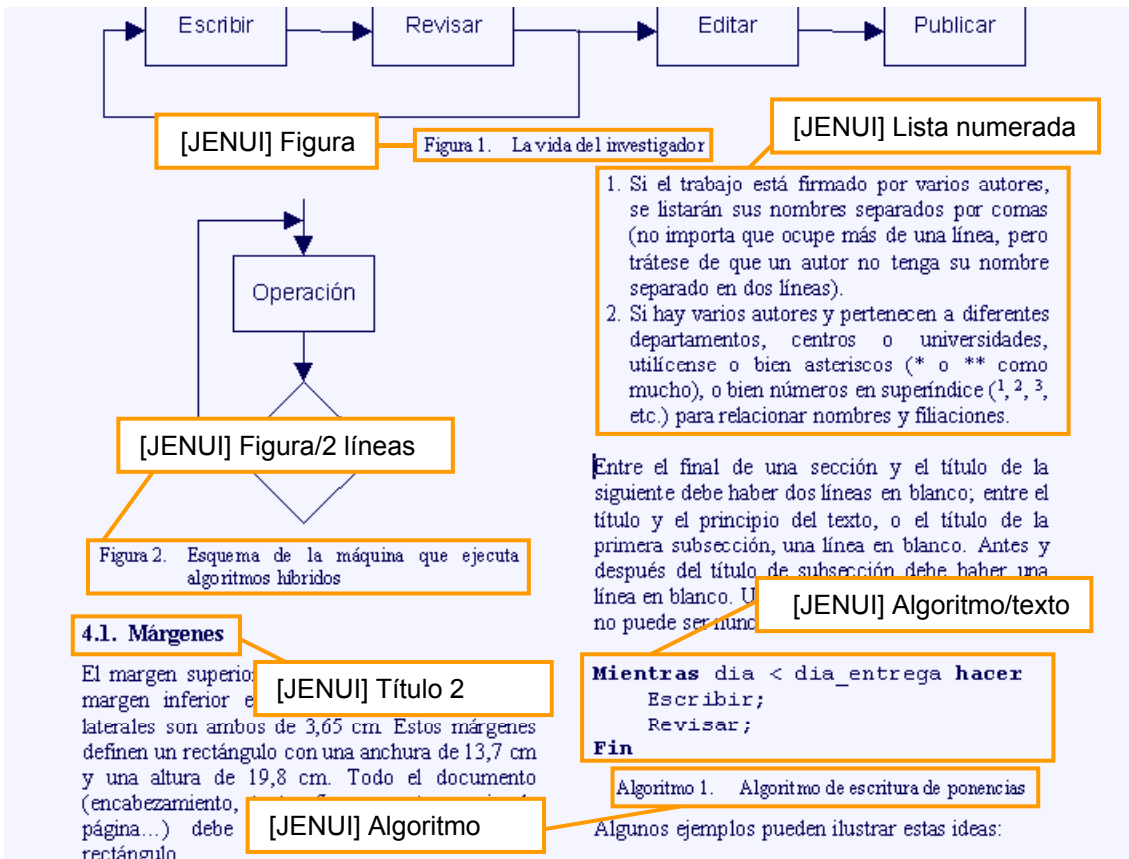 Escribir
Revisar
Editar
Publicar
[JENUI] Figura
Figura 1. La vida del investigador
Operación
[JENUI] Figura/2 líneas
Figura 2. Esquema de la máquina que ejecuta
algoritmos híbridos
4.1. Márgenes
[JENUI] Título 2
El margen superior
margen inferior
laterales son ambos de 3,65 cm. Estos márgenes
definen un rectángulo con una anchura de 13,7 cm
y una altura de 19,8 cm. Todo el documento
(encabezamiento,
página...) debe
rectángulo
[JENUI] Algoritmo
[JENUI] Lista numerada
1. Si el trabajo está firmado por varios autores,
se listarán sus nombres separados por comas
(no importa que ocupe más de una línea, pero
trátese de que un autor no tenga su nombre
separado en dos líneas).
2. Si hay varios autores y pertenecen a diferentes
departamentos, centros o universidades,
utilícense o bien asteriscos (* o ** como
mucho), o bien números en superíndice (¹, ², ³,
etc.) para relacionar nombres y filiaciones.
Entre el final de una sección y el título de la
siguiente debe haber dos líneas en blanco; entre el
título y el principio del texto, o el título de la
primera subsección, una línea en blanco. Antes y
después del título de subsección debe haber una
línea en blanco.
no puede ser
[JENUI] Algoritmo/texto
Mientras dia < dia_entrega hacer
Escribir;
Revisar;
Fin
Algoritmo 1. Algoritmo de escritura de ponencias
Algunos ejemplos pueden ilustrar estas ideas: